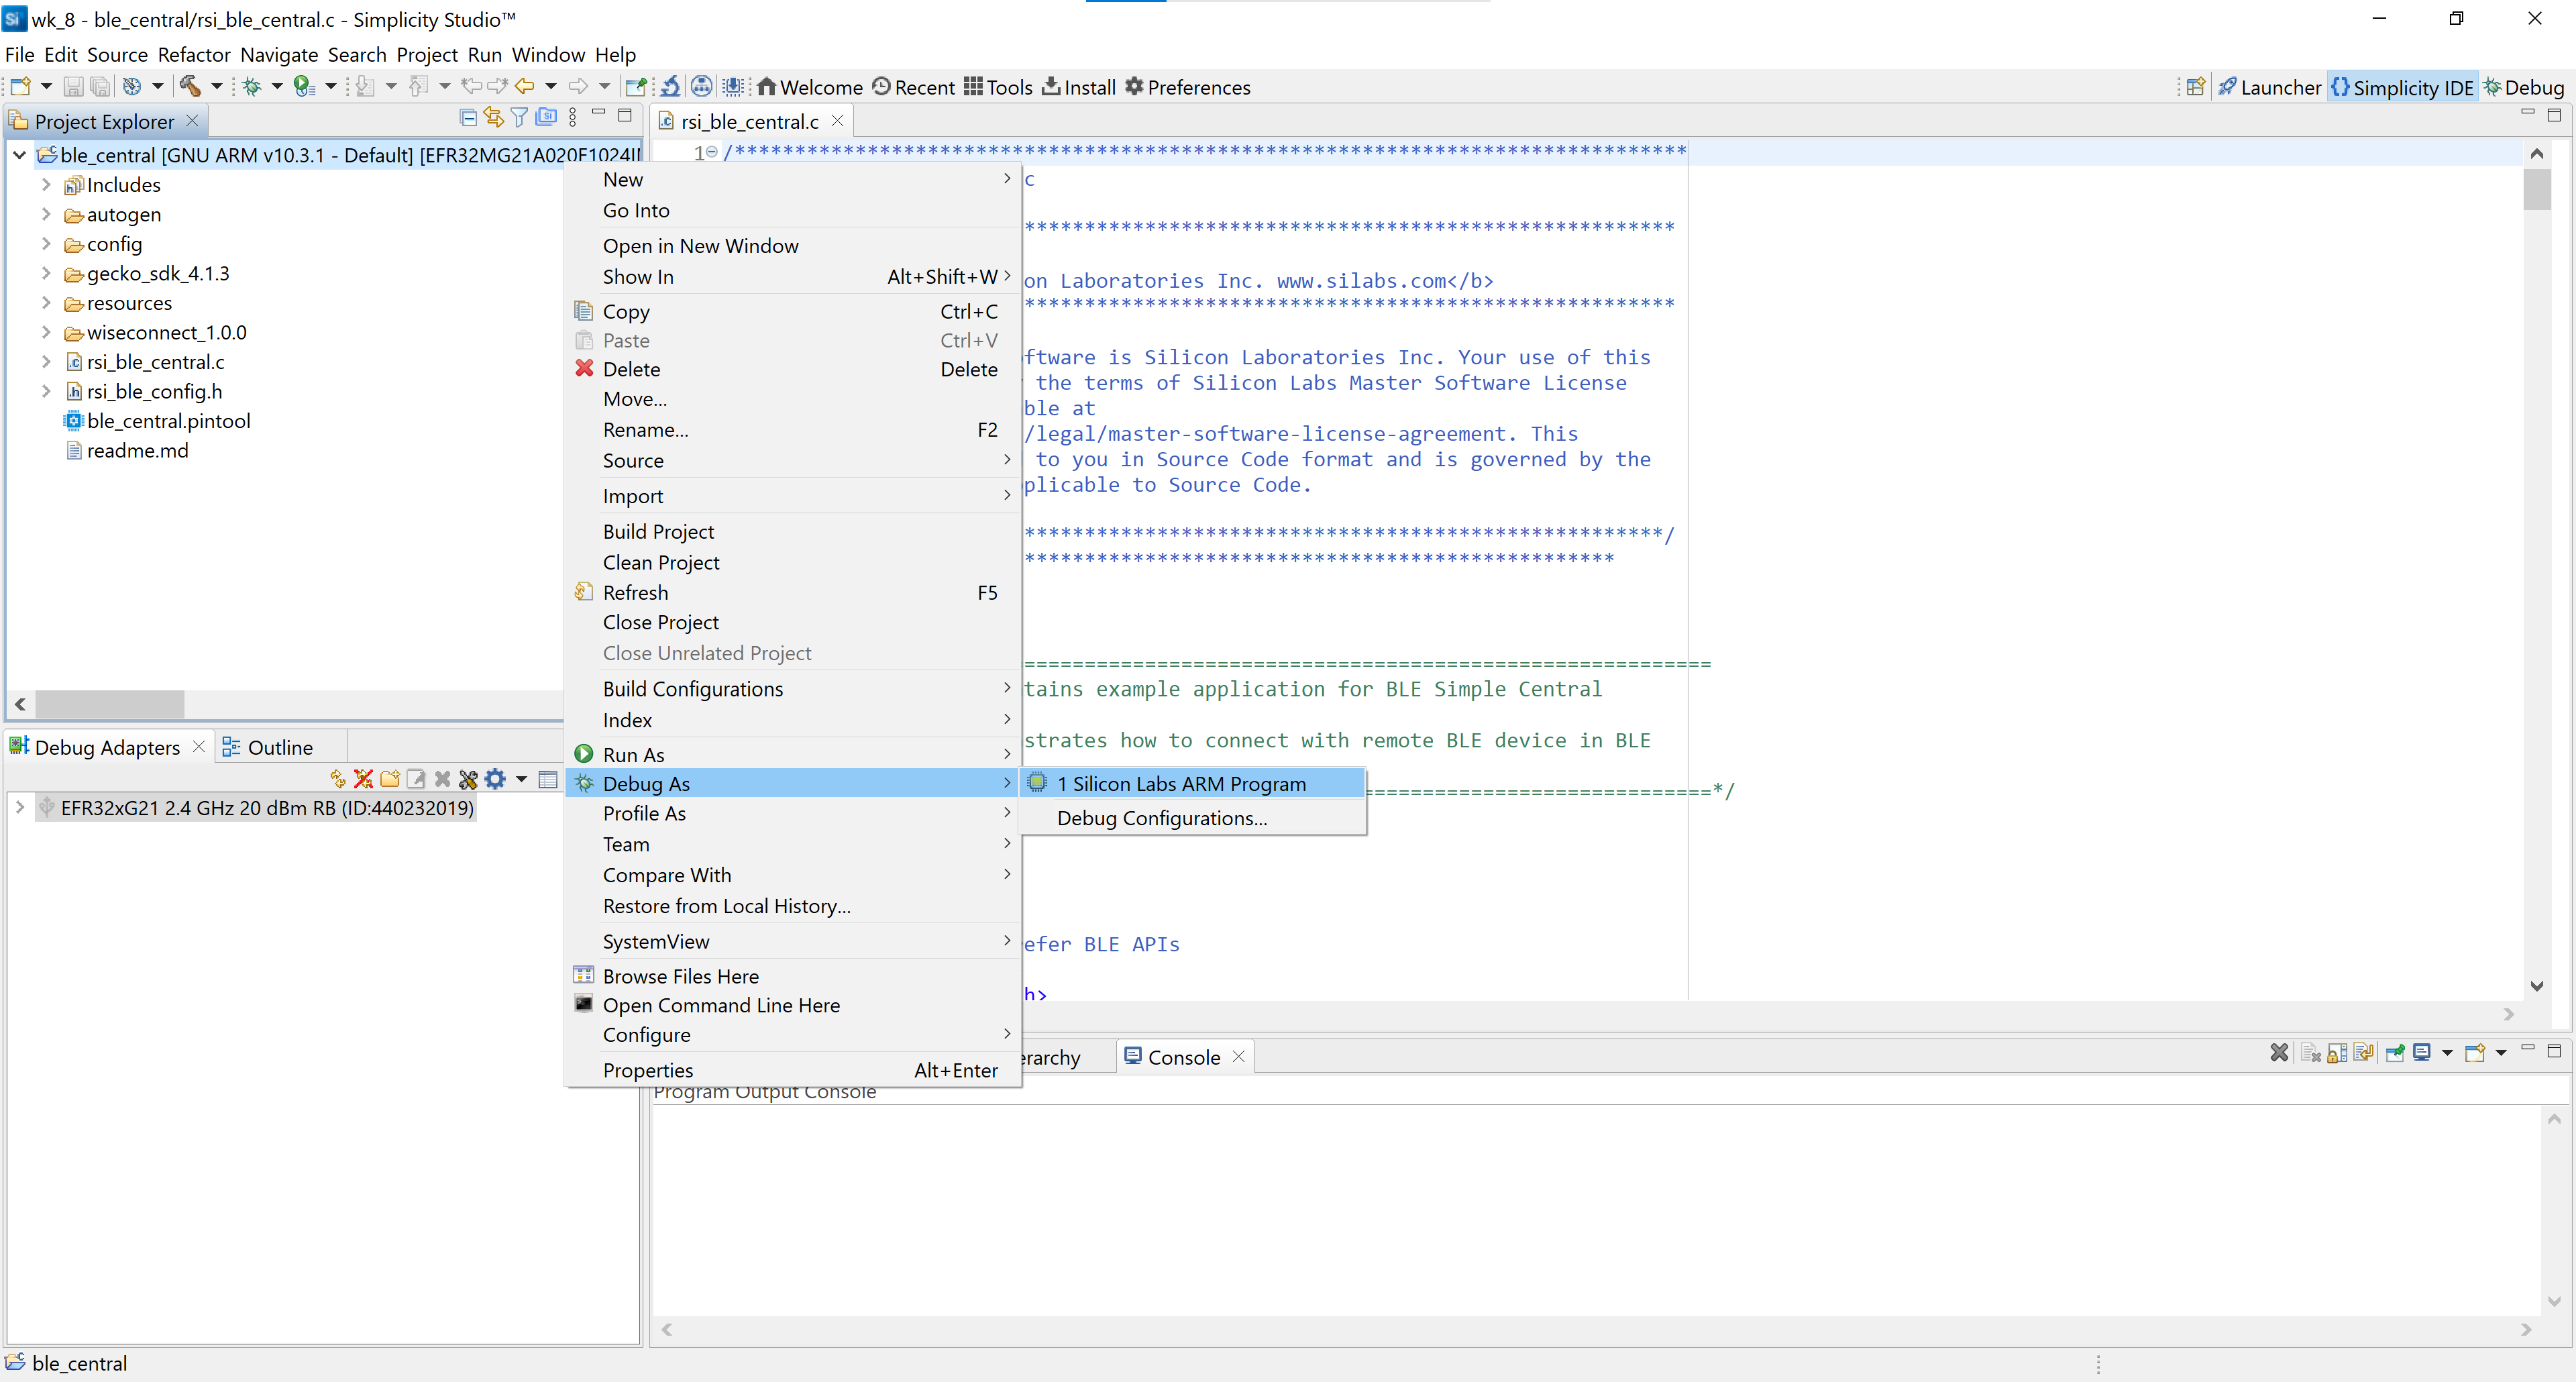 wk_8 - ble_central/rsi_ble_central.c - Simplicity Studio™
File Edit Source Refactor Navigate Search Project Run Window Help
Welcome Recent Tools Install Preferences Launcher {} Simplicity IDE Debug
Project Explorer
ble_central [GNU ARM v10.3.1 - Default] [EFR32MG21A020F1024I
Includes
autogen
config
gecko_sdk_4.1.3
resources
wiseconnect_1.0.0
rsi_ble_central.c
rsi_ble_config.h
ble_central.pintool
readme.md
Debug Adapters Outline
EFR32xG21 2.4 GHz 20 dBm RB (ID:440232019)
New
Go Into
Open in New Window
Show In Alt+Shift+W
Copy Ctrl+C
Paste Ctrl+V
Delete Delete
Move...
Rename... F2
Source
Import
Build Project
Clean Project
Refresh F5
Close Project
Close Unrelated Project
Build Configurations
Index
Run As
Debug As
Profile As
Team
Compare With
Restore from Local History...
SystemView
Browse Files Here
Open Command Line Here
Configure
Properties Alt+Enter
1 Silicon Labs ARM Program
Debug Configurations...
rsi_ble_central.c
1 /*******************************************************************************
c
******************************************************
on Laboratories Inc. www.silabs.com</b>
******************************************************
ftware is Silicon Laboratories Inc. Your use of this
the terms of Silicon Labs Master Software License
ble at
/legal/master-software-license-agreement. This
to you in Source Code format and is governed by the
plicable to Source Code.
*****************************************************/
*************************************************
=========================================================
tains example application for BLE Simple Central
strates how to connect with remote BLE device in BLE
=============================*/
efer BLE APIs
h>
erarchy Console
Program Output Console
ble_central